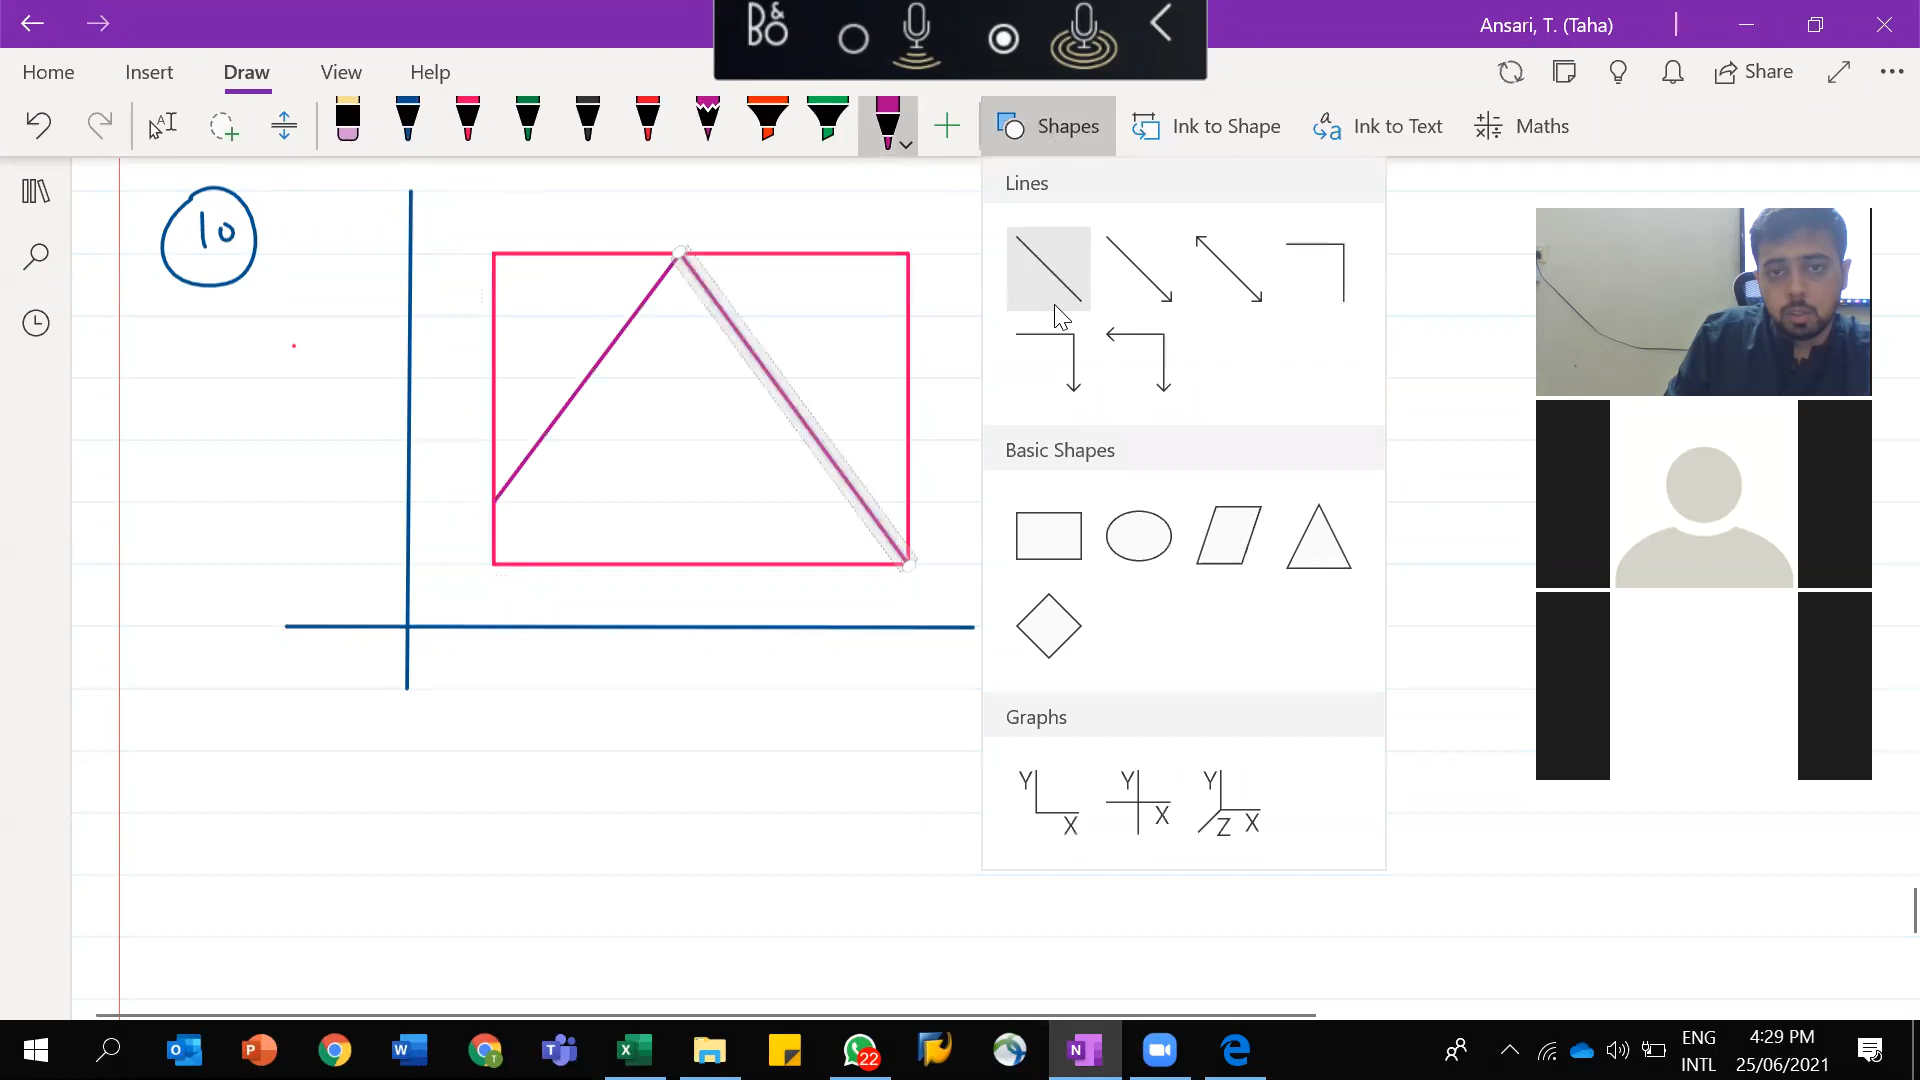 B&O
Ansari, T. (Taha)
Home Insert Draw View Help
Share
Shapes Ink to Shape Ink to Text Maths
Lines
10
Basic Shapes
Graphs
Y X
Y X
Y Z X
22
ENG
INTL
4:29 PM
25/06/2021